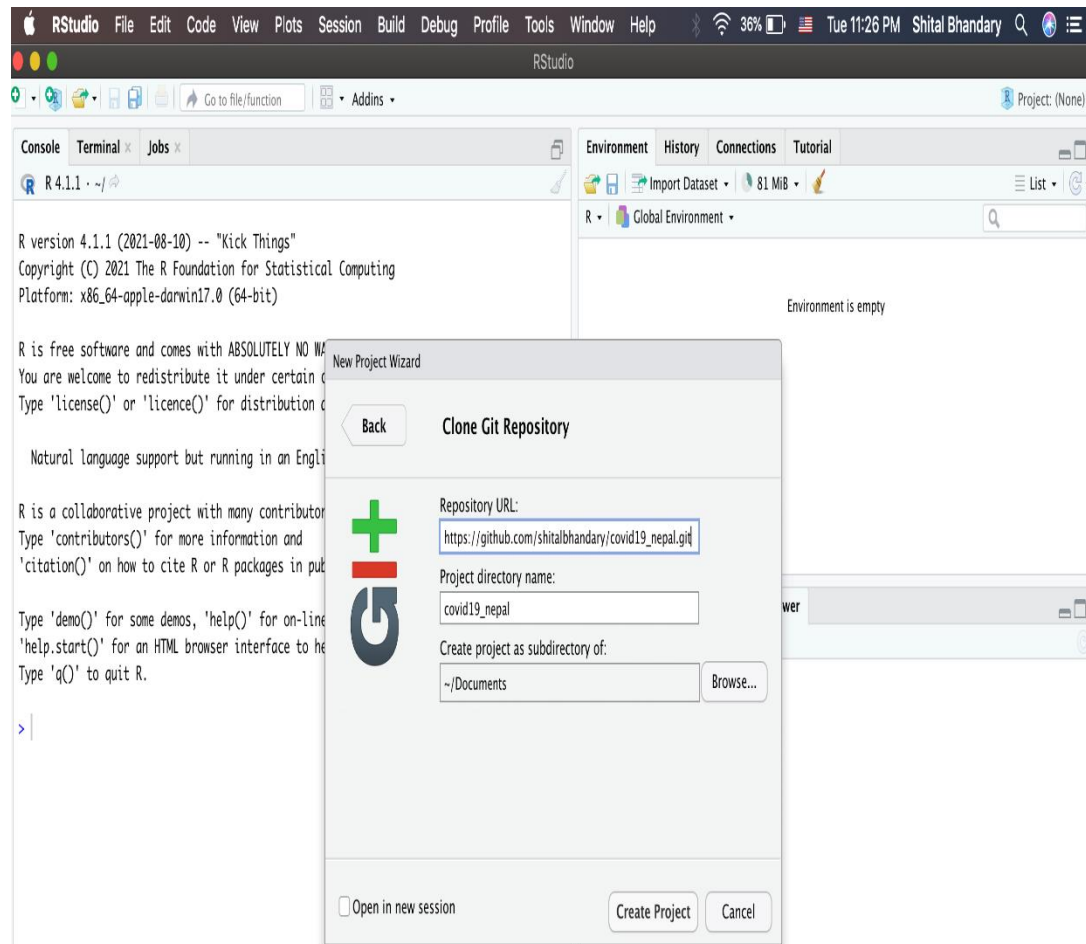 RStudio File Edit Code View Plots Session Build Debug Profile Tools Window Help 36% Tue 11:26 PM Shital Bhandary
RStudio
Go to file/function Addins Project: (None)
Console Terminal Jobs
R 4.1.1 · ~/
R version 4.1.1 (2021-08-10) -- "Kick Things"
Copyright (C) 2021 The R Foundation for Statistical Computing
Platform: x86_64-apple-darwin17.0 (64-bit)
R is free software and comes with ABSOLUTELY NO WA
You are welcome to redistribute it under certain c
Type 'license()' or 'licence()' for distribution d
Natural language support but running in an Engli
R is a collaborative project with many contributor
Type 'contributors()' for more information and
'citation()' on how to cite R or R packages in pub
Type 'demo()' for some demos, 'help()' for on-line
'help.start()' for an HTML browser interface to he
Type 'q()' to quit R.
>
Environment History Connections Tutorial
Import Dataset 81 MiB List
R Global Environment
Environment is empty
wer
New Project Wizard
Back Clone Git Repository
GIT
Repository URL:
https://github.com/shitalbhandary/covid19_nepal.git
Project directory name:
covid19_nepal
Create project as subdirectory of:
~/Documents Browse...
Open in new session Create Project Cancel